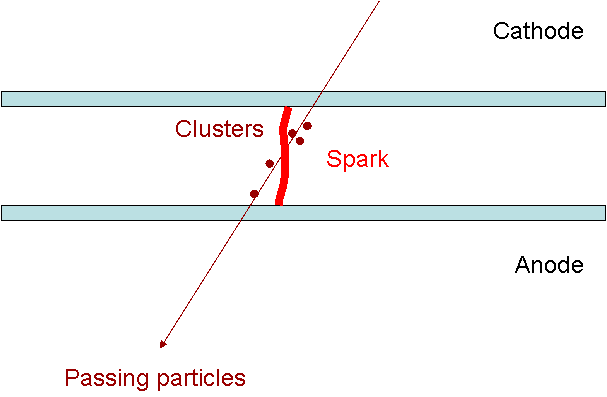 Cathode
Clusters
Spark
Anode
Passing particles